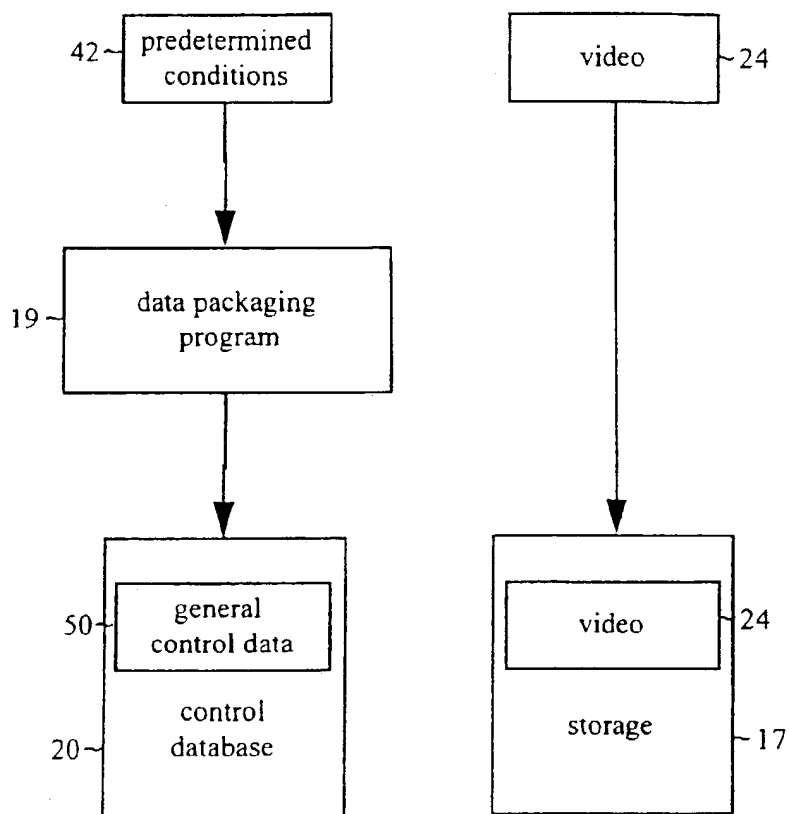 42
predetermined
conditions
video
24
19
data packaging
program
50
general
control data
20
control
database
video
24
storage
17